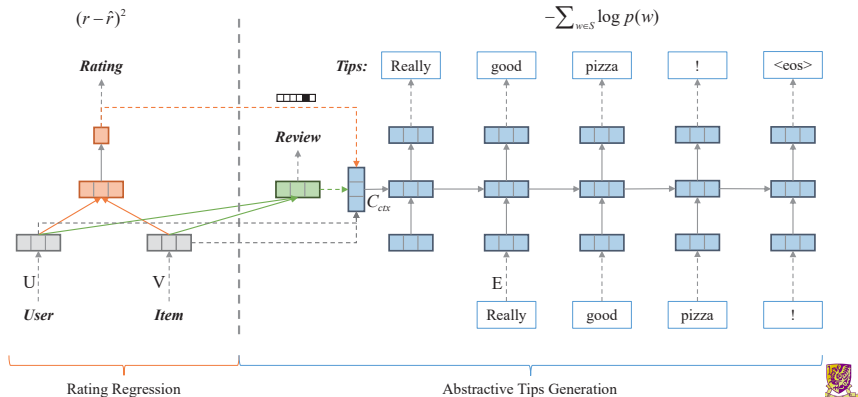 (r − r̂)²
−∑_{w∈S} log p(w)
Rating
Tips:
Really
good
pizza
!
<eos>
Review
C_ctx
U
V
E
User
Item
Really
good
pizza
!
Rating Regression
Abstractive Tips Generation